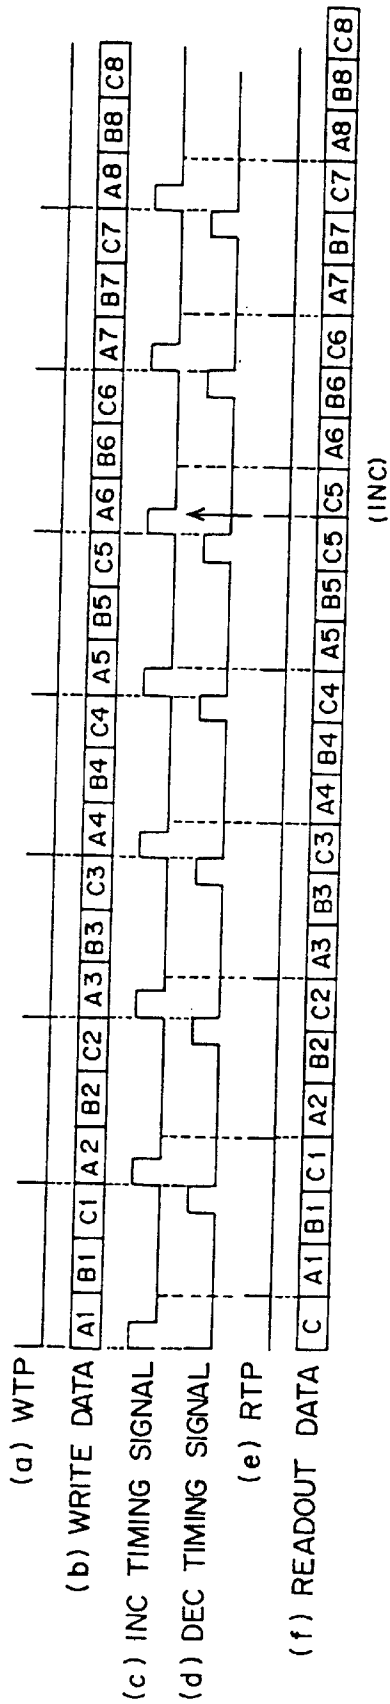 (a) WTP
(b) WRITE DATA A1 B1 C1 A2 B2 C2 A3 B3 C3 A4 B4 C4 A5 B5 C5 A6 B6 C6 A7 B7 C7 A8 B8 C8
(c) INC TIMING SIGNAL
(d) DEC TIMING SIGNAL
(e) RTP
(f) READOUT DATA C A1 B1 C1 A2 B2 C2 A3 B3 C3 A4 B4 C4 A5 B5 C5 C5 A6 B6 C6 A7 B7 C7 A8 B8 C8
(INC)